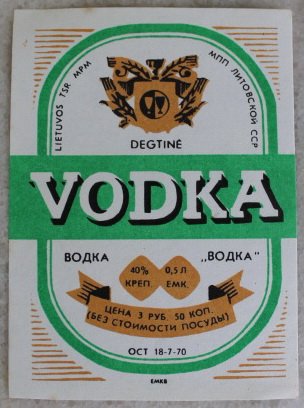 LIETUVOS TSR MPM
МПП ЛИТОВСКОЙ ССР
DEGTINĖ
VODKA
ВОДКА „ВОДКА"
40% 0,5 Л
КРЕП. ЕМК.
ЦЕНА 3 РУБ. 50 КОП.
(БЕЗ СТОИМОСТИ ПОСУДЫ)
ОСТ 18-7-70
ЕМКВ